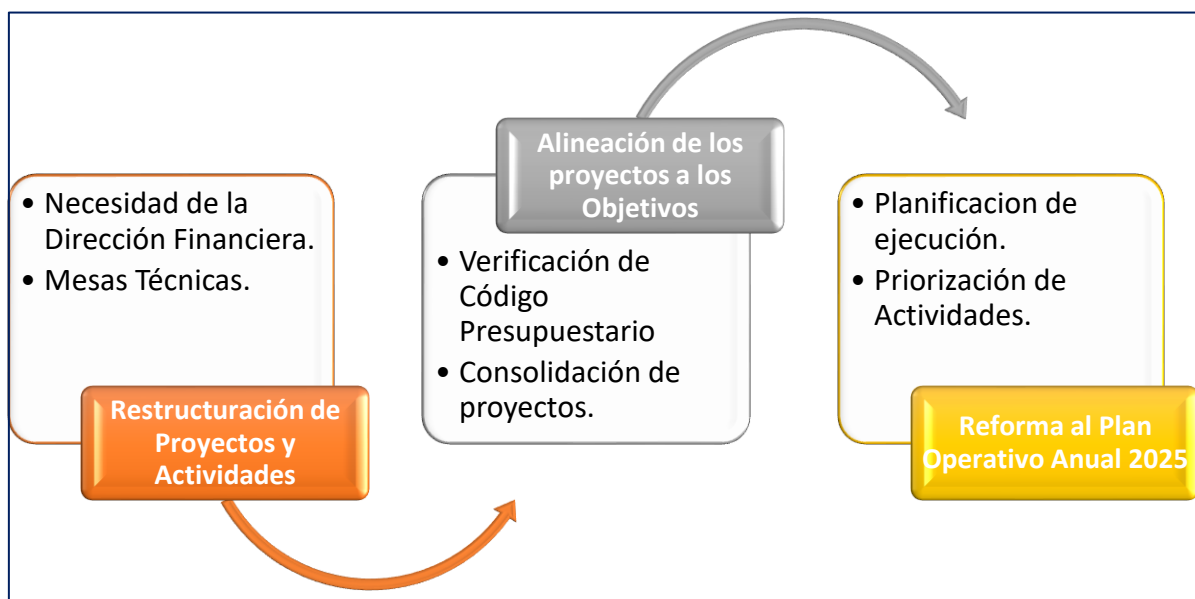 • Necesidad de la
Dirección Financiera.
• Mesas Técnicas.
Restructuración de
Proyectos y
Actividades
Alineación de los
proyectos a los
Objetivos
• Verificación de
Código
Presupuestario
• Consolidación de
proyectos.
• Planificacion de
ejecución.
• Priorización de
Actividades.
Reforma al Plan
Operativo Anual 2025